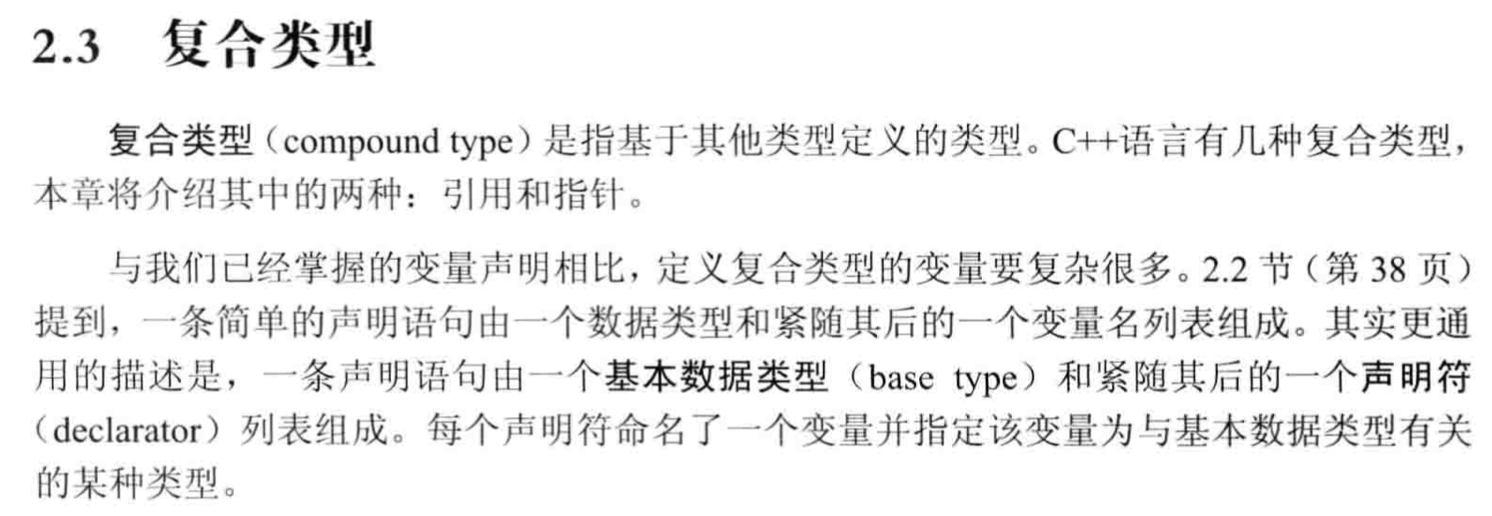 2.3 复合类型
复合类型（compound type）是指基于其他类型定义的类型。C++语言有几种复合类型，
本章将介绍其中的两种：引用和指针。
与我们已经掌握的变量声明相比，定义复合类型的变量要复杂很多。2.2 节（第 38 页）
提到，一条简单的声明语句由一个数据类型和紧随其后的一个变量名列表组成。其实更通
用的描述是，一条声明语句由一个基本数据类型（base type）和紧随其后的一个声明符
（declarator）列表组成。每个声明符命名了一个变量并指定该变量为与基本数据类型有关
的某种类型。